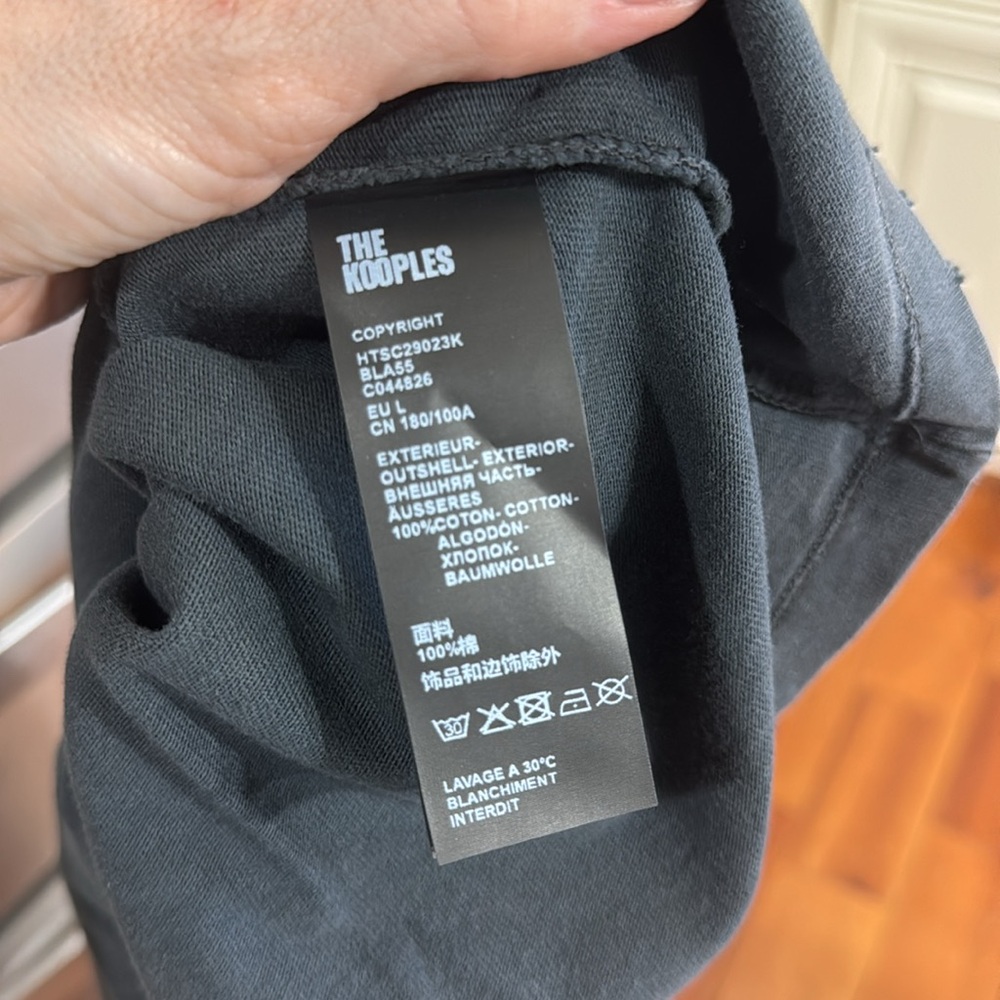 THE
KOOPLES
COPYRIGHT
HTSC29023K
BLA55
C044826
EU L
CN 180/100A
EXTERIEUR-
OUTSHELL- EXTERIOR-
ВНЕШНЯЯ ЧАСТЬ-
ÄUSSERES
100%COTON- COTTON-
ALGODÓN-
ХЛОПОК-
BAUMWOLLE
面料
100%棉
饰品和边饰除外
30
LAVAGE A 30°C
BLANCHIMENT
INTERDIT